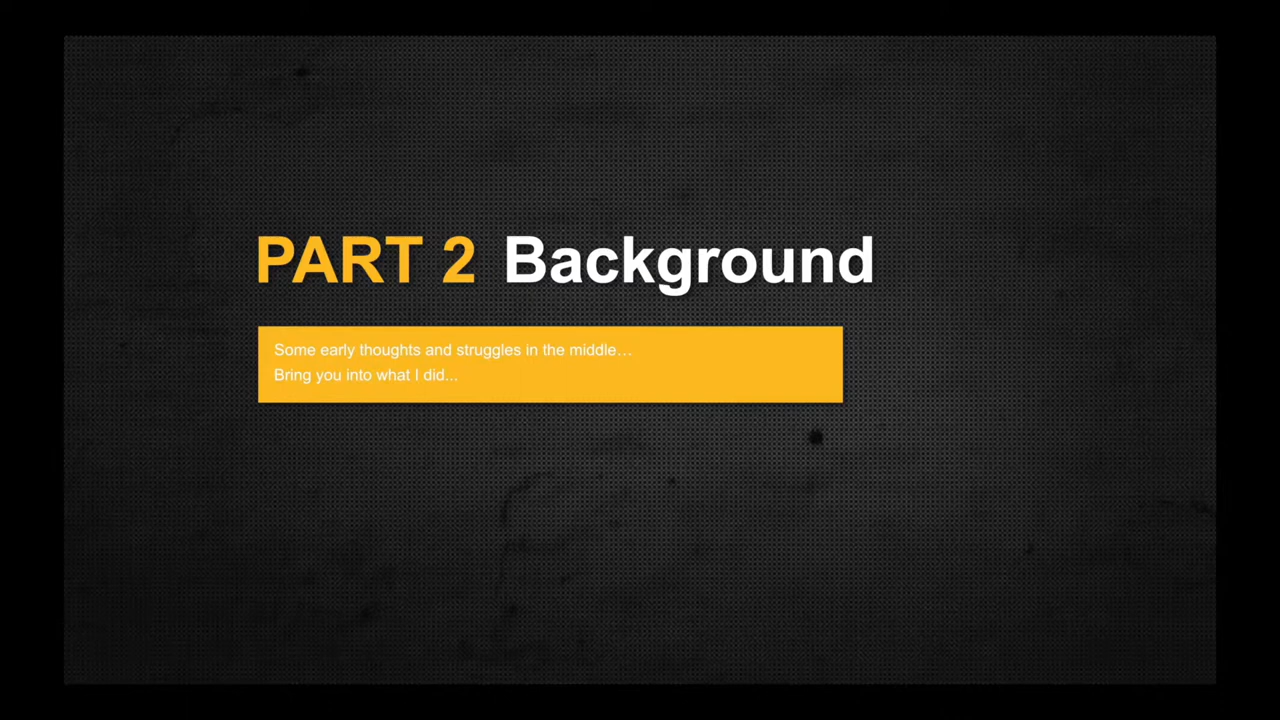 PART 2 Background
Some early thoughts and struggles in the middle…
Bring you into what I did...